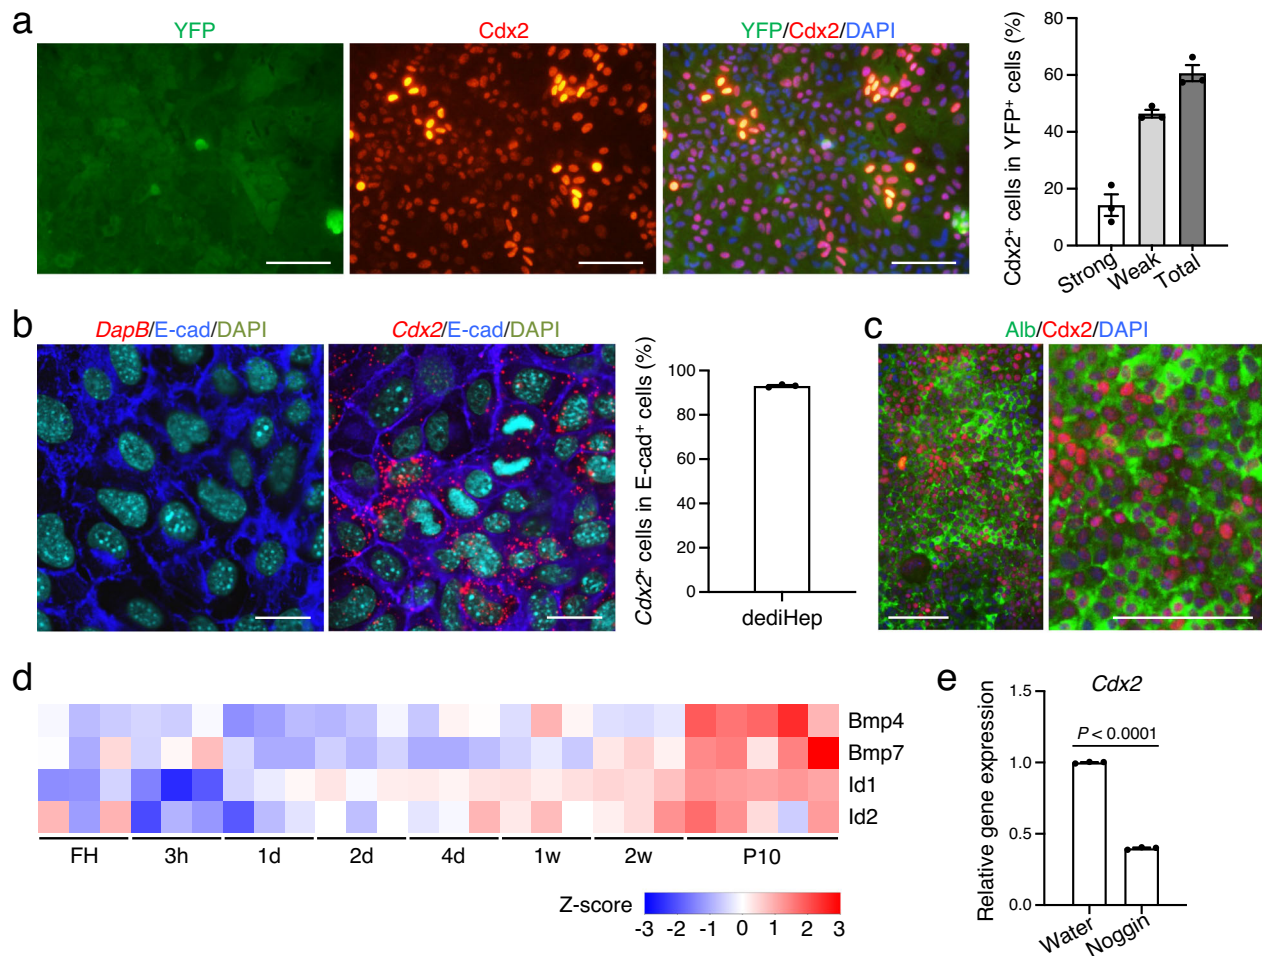 a
YFP
Cdx2
YFP/Cdx2/DAPI
Cdx2+ cells in YFP+ cells (%)
80
60
40
20
0
Strong
Weak
Total
b
DapB/E-cad/DAPI
Cdx2/E-cad/DAPI
Cdx2+ cells in E-cad+ cells (%)
100
80
60
40
20
0
dediHep
c
Alb/Cdx2/DAPI
d
Bmp4
Bmp7
Id1
Id2
FH 3h 1d 2d 4d 1w 2w P10
Z-score
-3 -2 -1 0 1 2 3
e
Cdx2
Relative gene expression
1.5
1.0
0.5
0.0
P < 0.0001
Water
Noggin